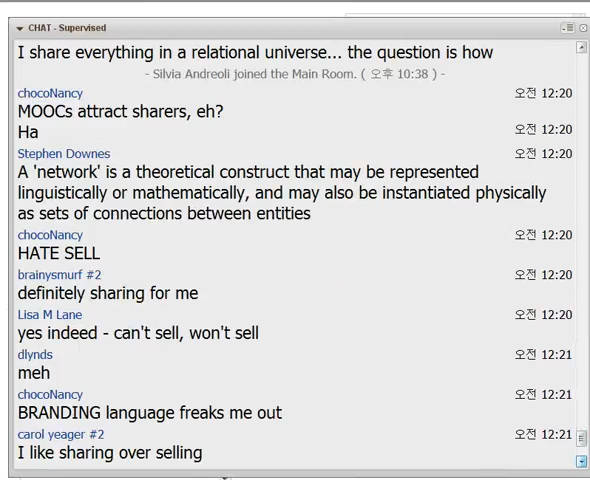 CHAT - Supervised
I share everything in a relational universe... the question is how
- Silvia Andreoli joined the Main Room. ( 오후 10:38 ) -
chocoNancy 오전 12:20
MOOCs attract sharers, eh?
Ha 오전 12:20
Stephen Downes 오전 12:20
A 'network' is a theoretical construct that may be represented
linguistically or mathematically, and may also be instantiated physically
as sets of connections between entities
chocoNancy 오전 12:20
HATE SELL
brainysmurf #2 오전 12:20
definitely sharing for me
Lisa M Lane 오전 12:20
yes indeed - can't sell, won't sell
dlynds 오전 12:21
meh
chocoNancy 오전 12:21
BRANDING language freaks me out
carol yeager #2 오전 12:21
I like sharing over selling